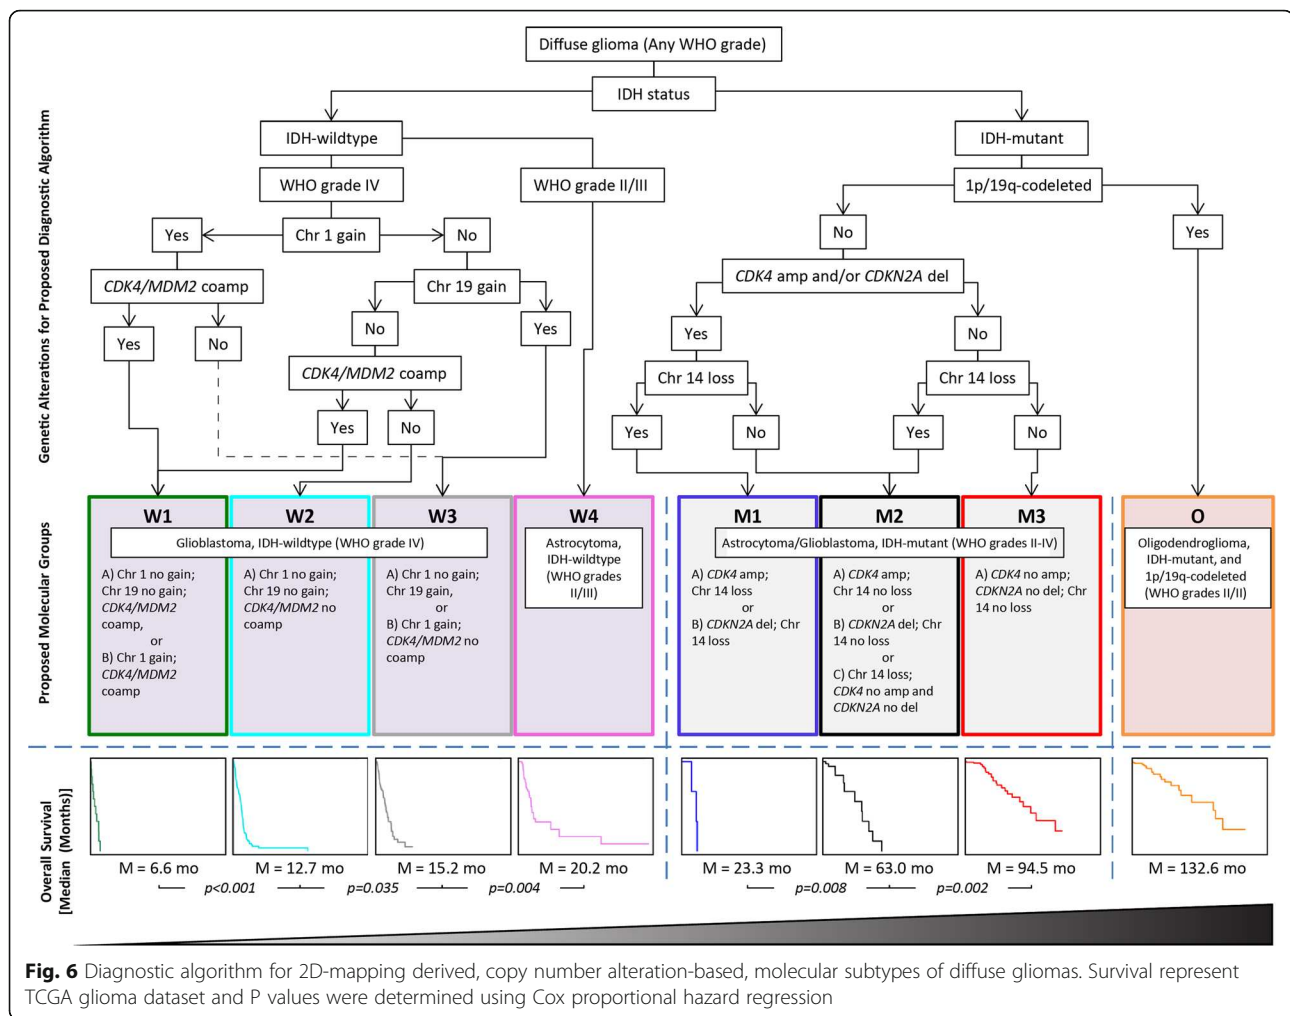 Diffuse glioma (Any WHO grade)
IDH status
IDH-wildtype
IDH-mutant
WHO grade IV
WHO grade II/III
1p/19q-codeleted
Yes
Chr 1 gain
No
No
Yes
CDK4/MDM2 coamp
Chr 19 gain
CDK4 amp and/or CDKN2A del
Yes
No
No
Yes
Yes
No
CDK4/MDM2 coamp
Chr 14 loss
Chr 14 loss
Yes
No
Yes
No
Yes
No
Genetic Alterations for Proposed Diagnostic Algorithm
Proposed Molecular Groups
W1
W2
W3
W4
M1
M2
M3
O
Glioblastoma, IDH-wildtype (WHO grade IV)
A) Chr 1 no gain;
Chr 19 no gain;
CDK4/MDM2
coamp,
or
B) Chr 1 gain;
CDK4/MDM2
coamp
A) Chr 1 no gain;
Chr 19 no gain;
CDK4/MDM2 no
coamp
A) Chr 1 no gain;
Chr 19 gain,
or
B) Chr 1 gain;
CDK4/MDM2 no
coamp
Astrocytoma,
IDH-wildtype
(WHO grades
II/III)
Astrocytoma/Glioblastoma, IDH-mutant (WHO grades II-IV)
A) CDK4 amp;
Chr 14 loss
or
B) CDKN2A del; Chr
14 loss
A) CDK4 amp;
Chr 14 no loss
or
B) CDKN2A del; Chr
14 no loss
or
C) Chr 14 loss;
CDK4 no amp and
CDKN2A no del
A) CDK4 no amp;
CDKN2A no del; Chr
14 no loss
Oligodendroglioma,
IDH-mutant, and
1p/19q-codeleted
(WHO grades II/II)
Overall Survival
[Median (Months)]
M = 6.6 mo
M = 12.7 mo
M = 15.2 mo
M = 20.2 mo
M = 23.3 mo
M = 63.0 mo
M = 94.5 mo
M = 132.6 mo
p<0.001
p=0.035
p=0.004
p=0.008
p=0.002
Fig. 6 Diagnostic algorithm for 2D-mapping derived, copy number alteration-based, molecular subtypes of diffuse gliomas. Survival represent
TCGA glioma dataset and P values were determined using Cox proportional hazard regression